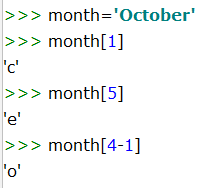 >>> month='October'
>>> month[1]
'c'
>>> month[5]
'e'
>>> month[4-1]
'o'